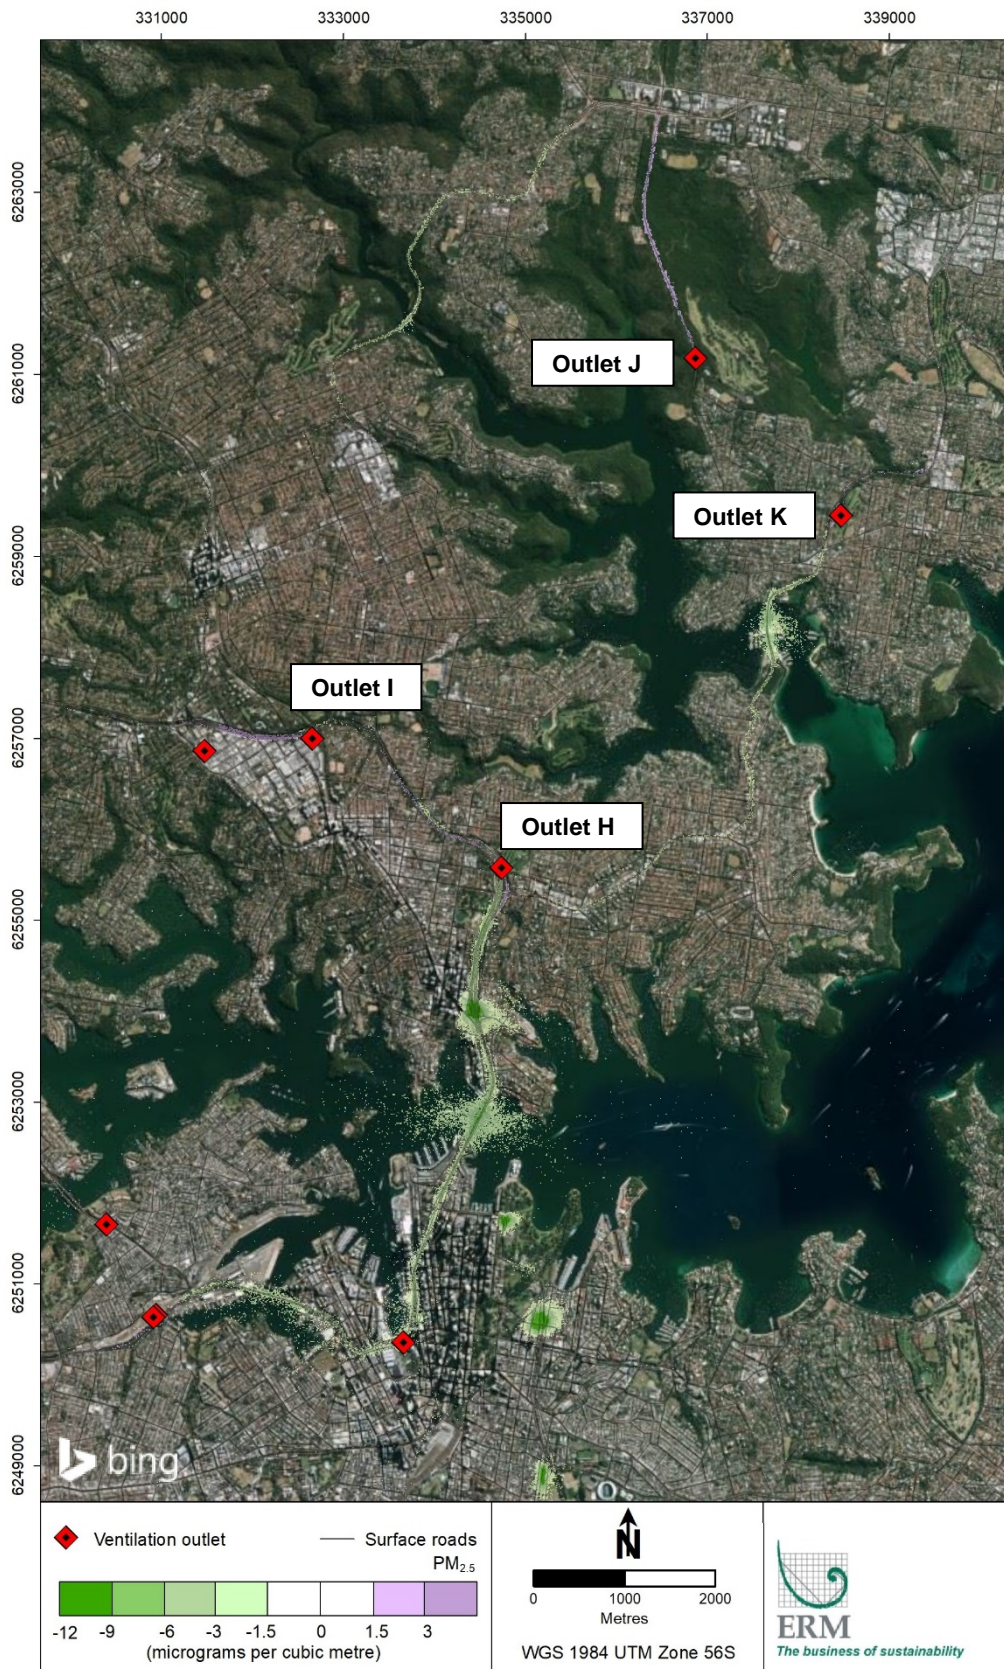 331000 333000 335000 337000 339000
6263000
6261000
6259000
6257000
6255000
6253000
6251000
6249000
Outlet J
Outlet K
Outlet I
Outlet H
bing
Ventilation outlet
Surface roads
PM2.5
-12 -9 -6 -3 -1.5 0 1.5 3
(micrograms per cubic metre)
N
0 1000 2000
Metres
WGS 1984 UTM Zone 56S
ERM
The business of sustainability